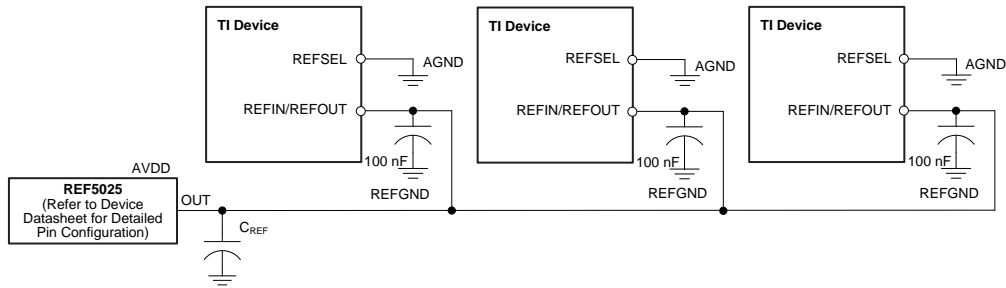 TI Device
REFSEL
AGND
REFIN/REFOUT
100 nF
REFGND
TI Device
REFSEL
AGND
REFIN/REFOUT
100 nF
REFGND
TI Device
REFSEL
AGND
REFIN/REFOUT
100 nF
REFGND
AVDD
REF5025
(Refer to Device
Datasheet for Detailed
Pin Configuration)
OUT
CREF